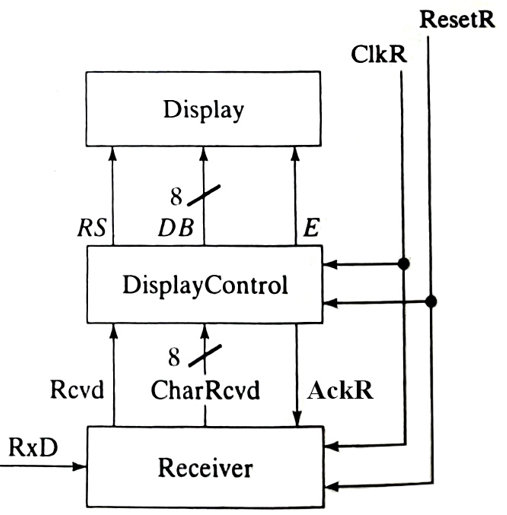 ResetR
ClkR
Display
8
RS DB E
DisplayControl
8
Rcvd CharRcvd AckR
RxD
Receiver